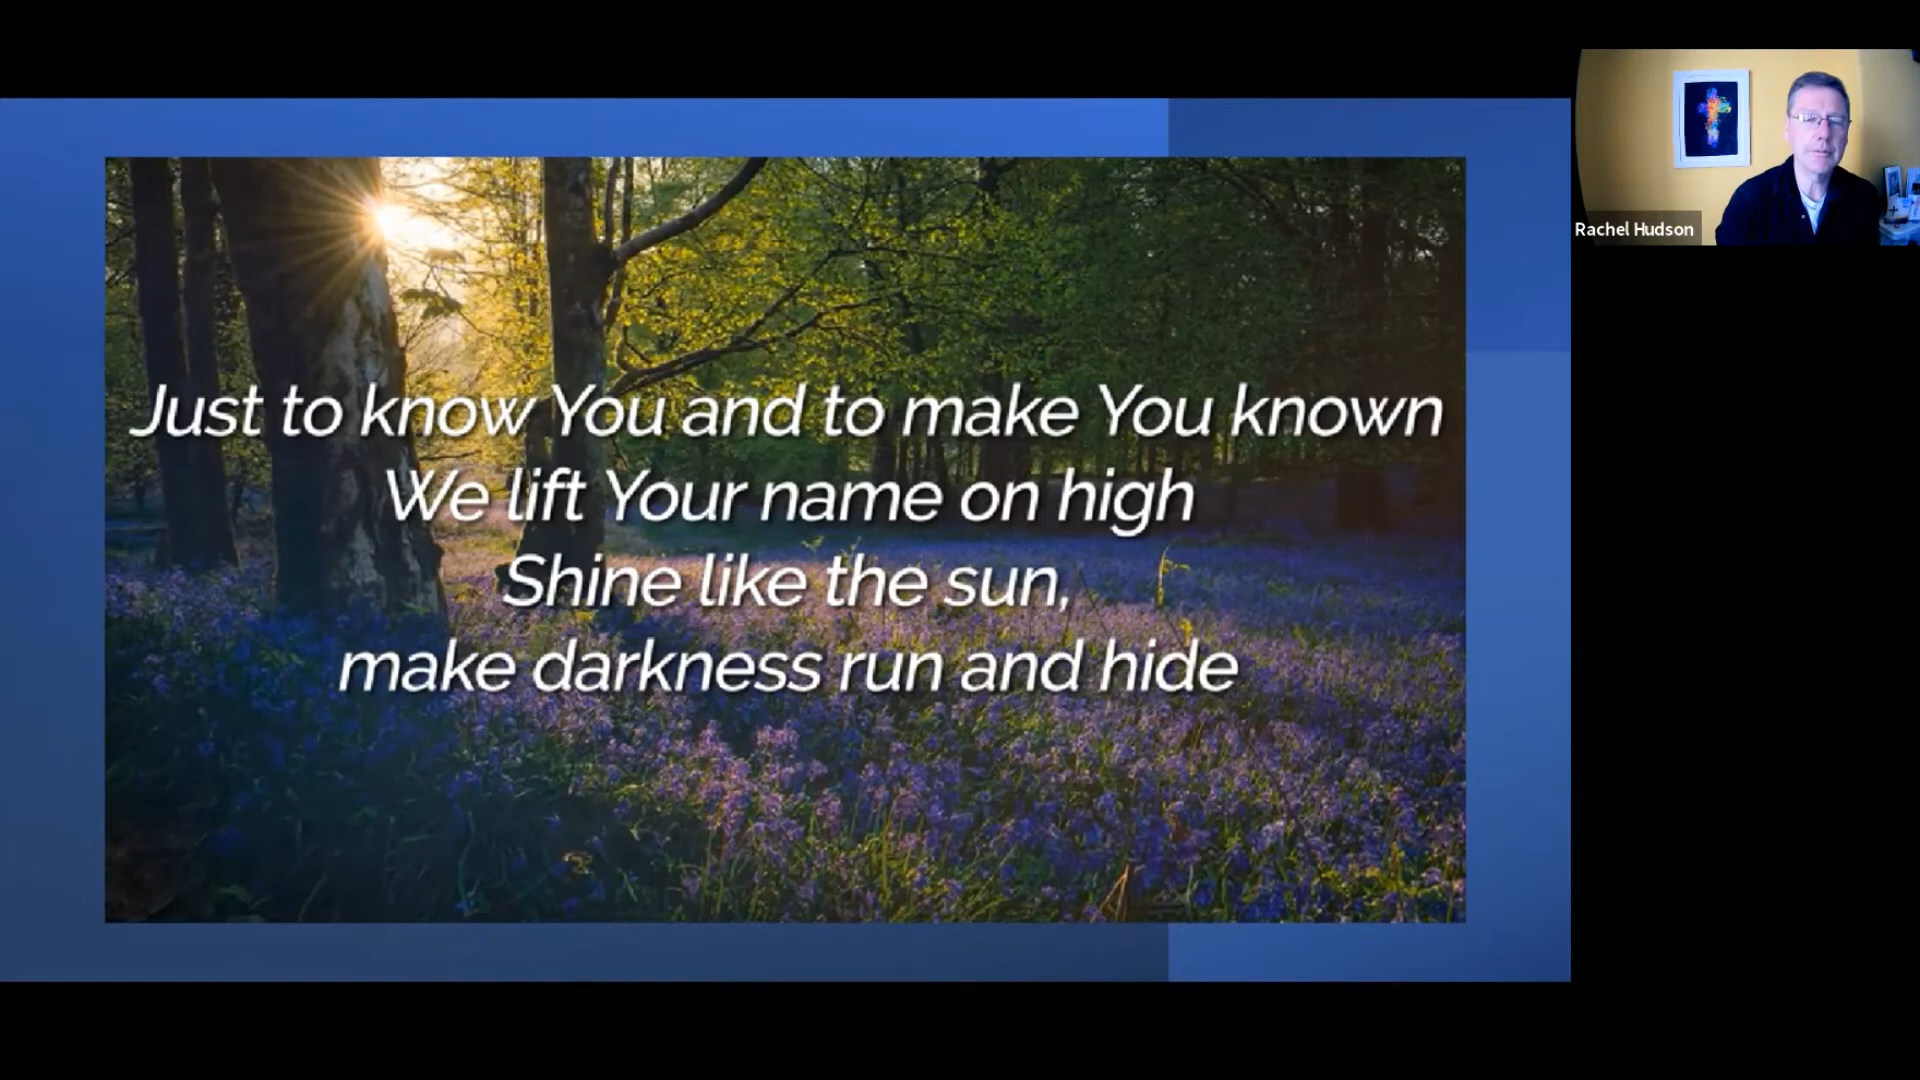 Just to know You and to make You known
We lift Your name on high
Shine like the sun,
make darkness run and hide
Rachel Hudson